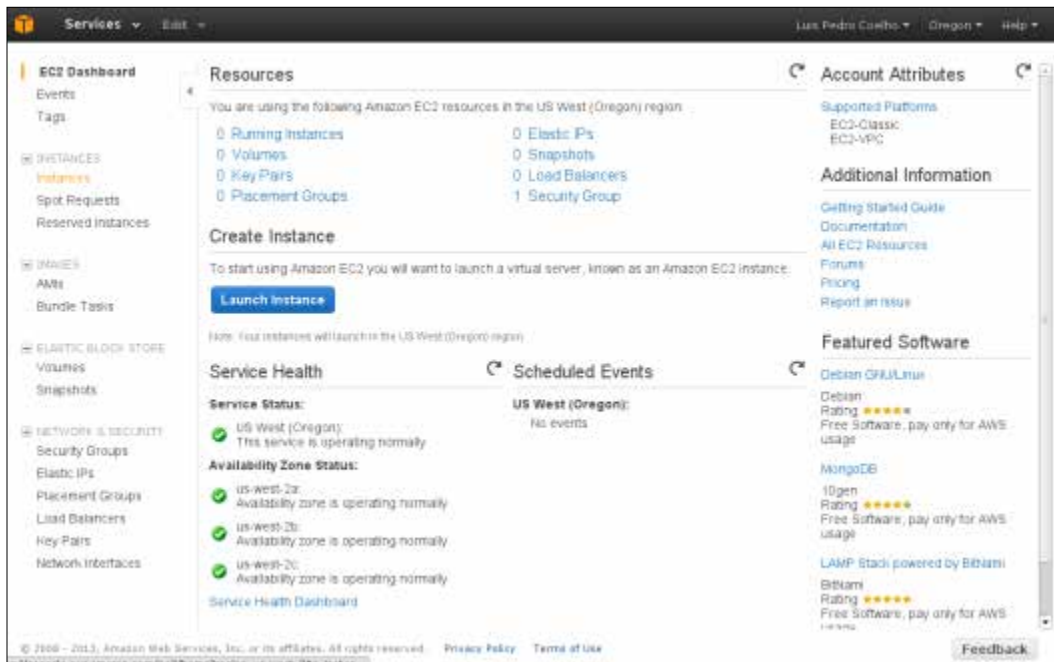 Services
Edit
Luis Pedro Coelho
Oregon
Help
EC2 Dashboard
Events
Tags
INSTANCES
Instances
Spot Requests
Reserved Instances
IMAGES
AMIs
Bundle Tasks
ELASTIC BLOCK STORE
Volumes
Snapshots
NETWORK & SECURITY
Security Groups
Elastic IPs
Placement Groups
Load Balancers
Key Pairs
Network Interfaces
Resources
You are using the following Amazon EC2 resources in the US West (Oregon) region
0 Running Instances
0 Elastic IPs
0 Volumes
0 Snapshots
0 Key Pairs
0 Load Balancers
0 Placement Groups
1 Security Group
Create Instance
To start using Amazon EC2 you will want to launch a virtual server, known as an Amazon EC2 instance.
Launch Instance
Note: Your instances will launch in the US West (Oregon) region
Service Health
Service Status:
US West (Oregon):
This service is operating normally
Availability Zone Status:
us-west-2a:
Availability zone is operating normally
us-west-2b:
Availability zone is operating normally
us-west-2c:
Availability zone is operating normally
Service Health Dashboard
Scheduled Events
US West (Oregon):
No events
Account Attributes
Supported Platforms
EC2-Classic
EC2-VPC
Additional Information
Getting Started Guide
Documentation
All EC2 Resources
Forums
Pricing
Report an Issue
Featured Software
Debian GNU/Linux
Debian
Rating
Free Software, pay only for AWS
usage
MongoDB
10gen
Rating
Free Software, pay only for AWS
usage
LAMP Stack powered by BitNami
BitNami
Rating
Free Software, pay only for AWS
© 2008 - 2013, Amazon Web Services, Inc. or its affiliates. All rights reserved.
Privacy Policy
Terms of Use
Feedback